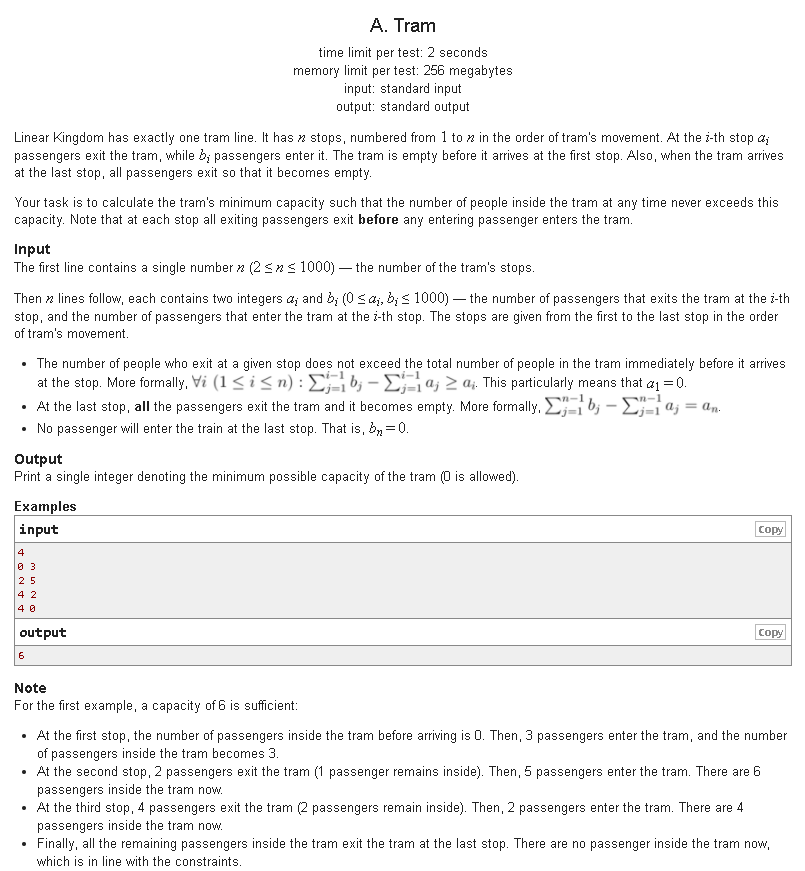 A. Tram
time limit per test: 2 seconds
memory limit per test: 256 megabytes
input: standard input
output: standard output
Linear Kingdom has exactly one tram line. It has n stops, numbered from 1 to n in the order of tram's movement. At the i-th stop aᵢ
passengers exit the tram, while bᵢ passengers enter it. The tram is empty before it arrives at the first stop. Also, when the tram arrives
at the last stop, all passengers exit so that it becomes empty.
Your task is to calculate the tram's minimum capacity such that the number of people inside the tram at any time never exceeds this
capacity. Note that at each stop all exiting passengers exit before any entering passenger enters the tram.
Input
The first line contains a single number n (2 ≤ n ≤ 1000) — the number of the tram's stops.
Then n lines follow, each contains two integers aᵢ and bᵢ (0 ≤ aᵢ, bᵢ ≤ 1000) — the number of passengers that exits the tram at the i-th
stop, and the number of passengers that enter the tram at the i-th stop. The stops are given from the first to the last stop in the order
of tram's movement.
• The number of people who exit at a given stop does not exceed the total number of people in the tram immediately before it arrives
at the stop. More formally, ∀i (1 ≤ i ≤ n) : ∑_{j=1}^{i−1} b_j − ∑_{j=1}^{i−1} a_j ≥ a_i. This particularly means that a₁ = 0.
• At the last stop, all the passengers exit the tram and it becomes empty. More formally, ∑_{j=1}^{n−1} b_j − ∑_{j=1}^{n−1} a_j = a_n.
• No passenger will enter the train at the last stop. That is, bₙ = 0.
Output
Print a single integer denoting the minimum possible capacity of the tram (0 is allowed).
Examples
input Copy
4
0 3
2 5
4 2
4 0
output Copy
6
Note
For the first example, a capacity of 6 is sufficient:
• At the first stop, the number of passengers inside the tram before arriving is 0. Then, 3 passengers enter the tram, and the number
of passengers inside the tram becomes 3.
• At the second stop, 2 passengers exit the tram (1 passenger remains inside). Then, 5 passengers enter the tram. There are 6
passengers inside the tram now.
• At the third stop, 4 passengers exit the tram (2 passengers remain inside). Then, 2 passengers enter the tram. There are 4
passengers inside the tram now.
• Finally, all the remaining passengers inside the tram exit the tram at the last stop. There are no passenger inside the tram now,
which is in line with the constraints.